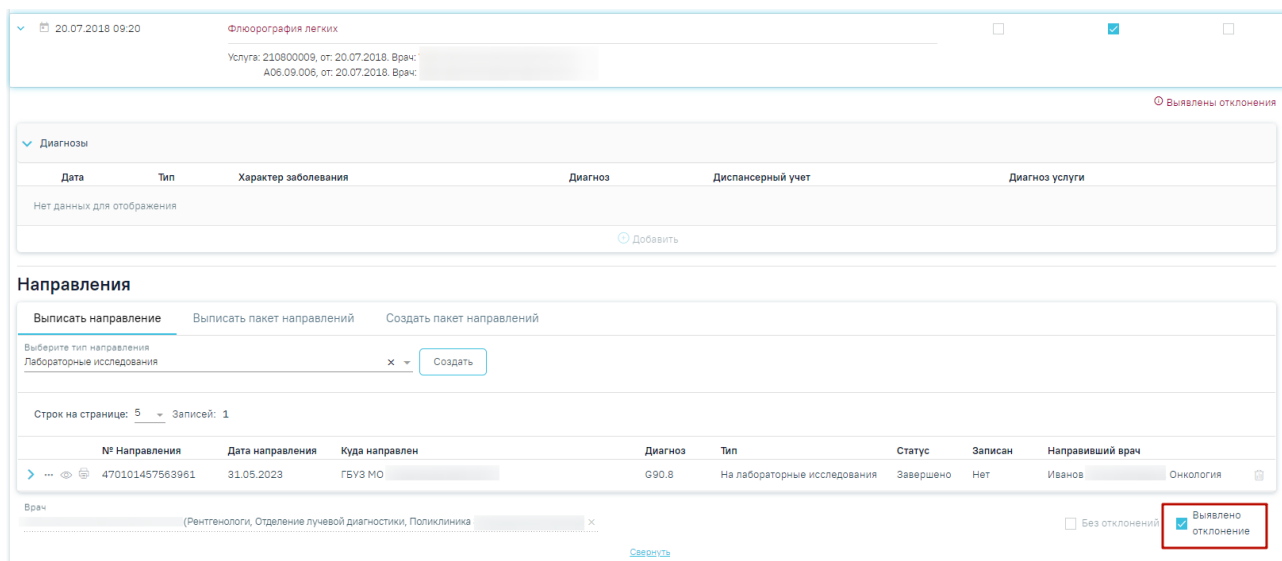 20.07.2018 09:20 Флюорография легких
Услуга: 210800009, от: 20.07.2018. Врач:
A06.09.006, от: 20.07.2018. Врач:
Выявлены отклонения
Диагнозы
Дата Тип Характер заболевания Диагноз Диспансерный учет Диагноз услуги
Нет данных для отображения
Добавить
Направления
Выписать направление Выписать пакет направлений Создать пакет направлений
Выберите тип направления
Лабораторные исследования Создать
Строк на странице: 5 Записей: 1
№ Направления Дата направления Куда направлен Диагноз Тип Статус Записан Направивший врач
470101457563961 31.05.2023 ГБУЗ МО G90.8 На лабораторные исследования Завершено Нет Иванов Онкология
Врач
(Рентгенологи, Отделение лучевой диагностики, Поликлиника
Без отклонений
Выявлено
отклонение
Свернуть